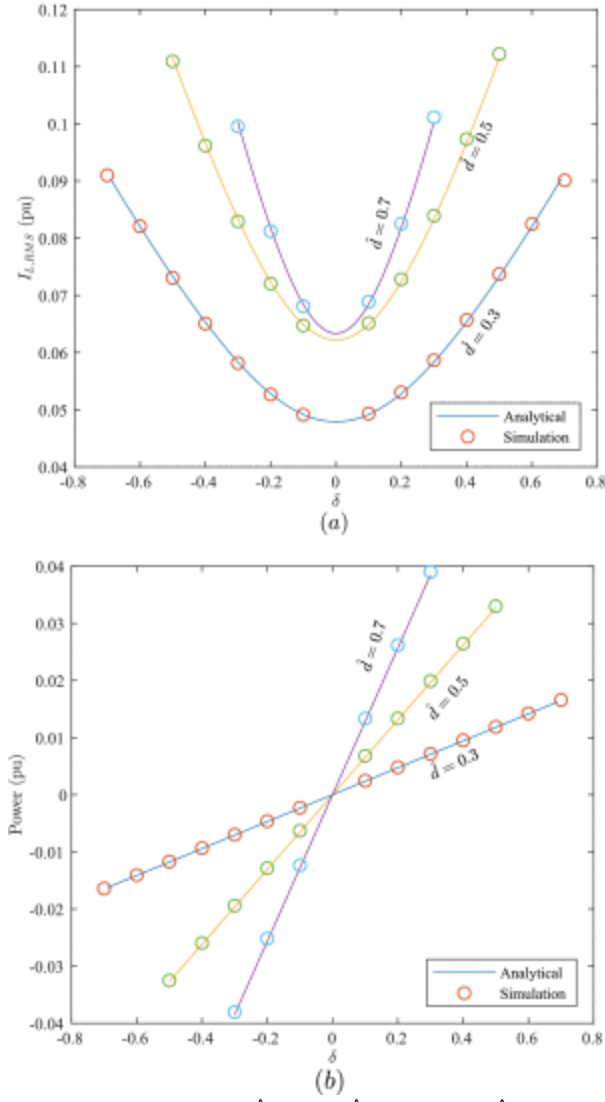 0.12
0.11
0.1
0.09
0.08
0.07
0.06
0.05
0.04
I_{L,RMS} (pu)
d̂ = 0.7
d̂ = 0.5
d̂ = 0.3
Analytical
Simulation
-0.8 -0.6 -0.4 -0.2 0 0.2 0.4 0.6 0.8
δ
(a)
0.04
0.03
0.02
0.01
0
-0.01
-0.02
-0.03
-0.04
Power (pu)
d̂ = 0.7
d̂ = 0.5
d̂ = 0.3
Analytical
Simulation
-0.8 -0.6 -0.4 -0.2 0 0.2 0.4 0.6 0.8
δ
(b)